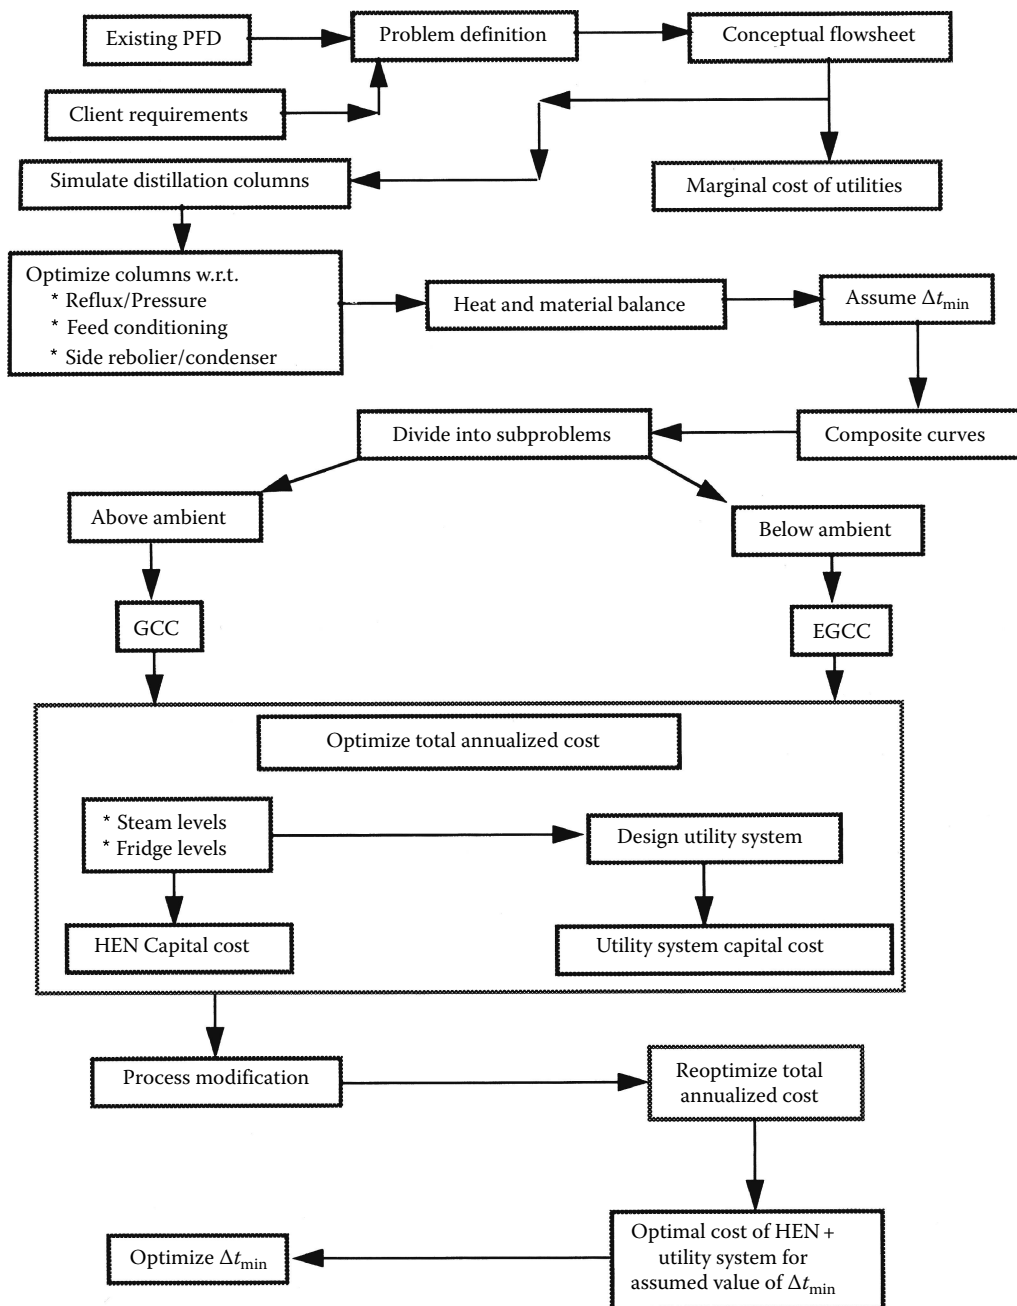 Existing PFD
Problem definition
Conceptual flowsheet
Client requirements
Simulate distillation columns
Marginal cost of utilities
Optimize columns w.r.t.
* Reflux/Pressure
* Feed conditioning
* Side rebolier/condenser
Heat and material balance
Assume Δt_min
Divide into subproblems
Composite curves
Above ambient
Below ambient
GCC
EGCC
Optimize total annualized cost
* Steam levels
* Fridge levels
Design utility system
HEN Capital cost
Utility system capital cost
Process modification
Reoptimize total
annualized cost
Optimal cost of HEN +
utility system for
assumed value of Δt_min
Optimize Δt_min